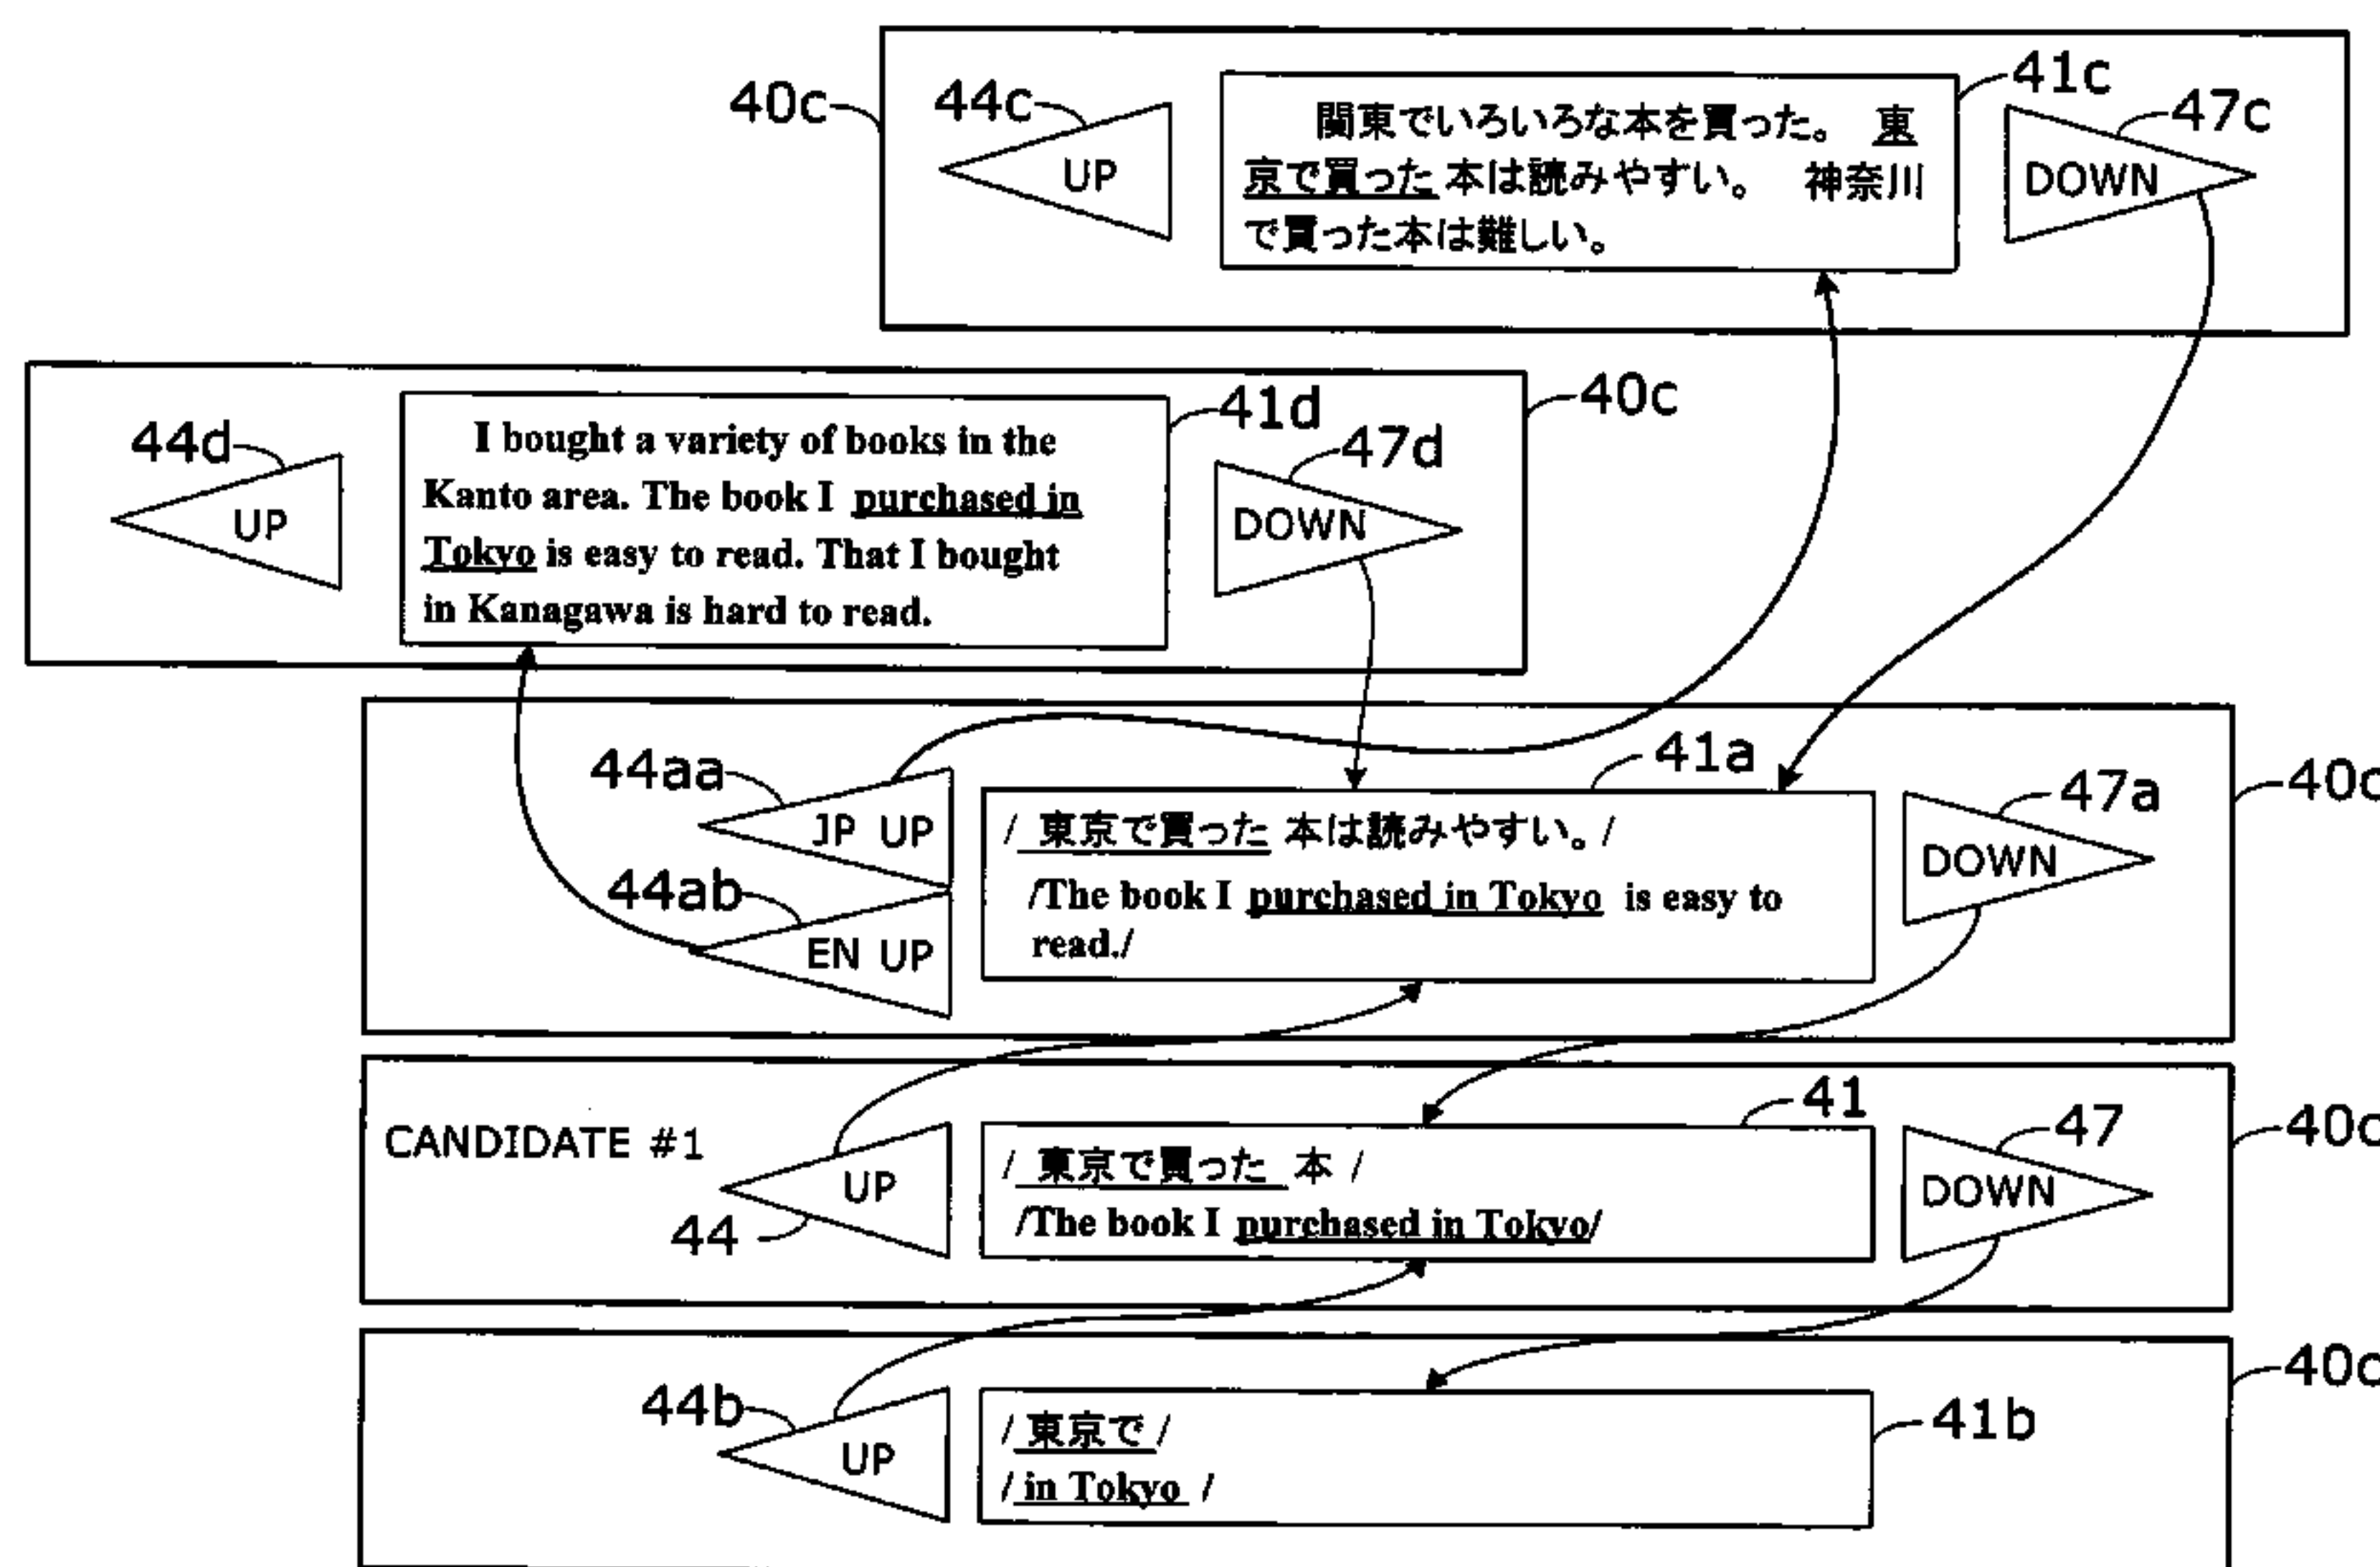 40c
44c
UP
関東でいろいろな本を買った。 東
京で買った 本は読みやすい。 神奈川
で買った本は難しい。
41c
DOWN
47c
44d
UP
I bought a variety of books in the
Kanto area. The book I purchased in
Tokyo is easy to read. That I bought
in Kanagawa is hard to read.
41d
DOWN
47d
40c
44aa
JP UP
44ab
EN UP
/ 東京で買った 本は読みやすい。/
/The book I purchased in Tokyo is easy to
read./
41a
DOWN
47a
CANDIDATE #1
UP
44
/ 東京で買った 本 /
/The book I purchased in Tokyo/
41
DOWN
47
44b
UP
/ 東京で /
/ in Tokyo /
41b